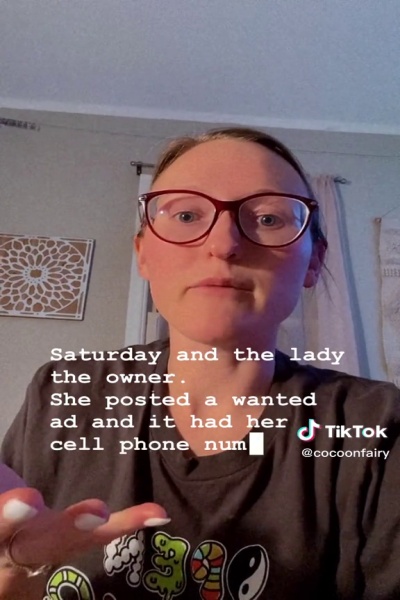 Saturday and the lady
the owner.
She posted a wanted
ad and it had her
cell phone num
TikTok
@cocoonfairy